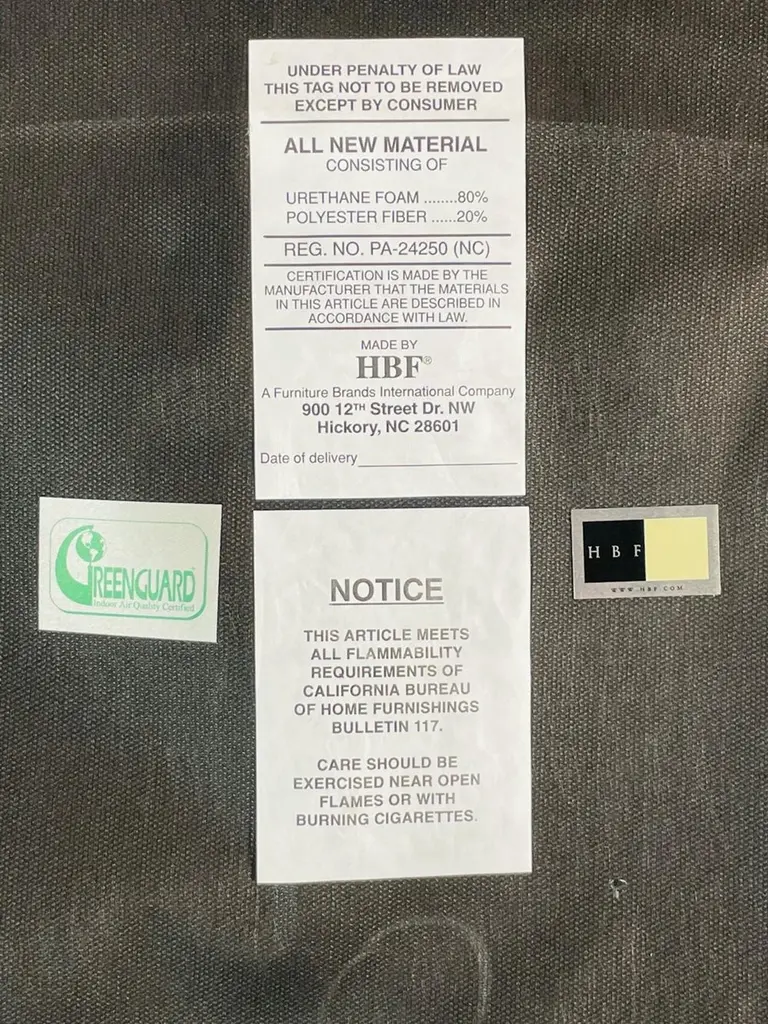 UNDER PENALTY OF LAW
THIS TAG NOT TO BE REMOVED
EXCEPT BY CONSUMER
ALL NEW MATERIAL
CONSISTING OF
URETHANE FOAM ........80%
POLYESTER FIBER ......20%
REG. NO. PA-24250 (NC)
CERTIFICATION IS MADE BY THE
MANUFACTURER THAT THE MATERIALS
IN THIS ARTICLE ARE DESCRIBED IN
ACCORDANCE WITH LAW.
MADE BY
HBF®
A Furniture Brands International Company
900 12TH Street Dr. NW
Hickory, NC 28601
Date of delivery
GREENGUARD
Indoor Air Quality Certified
NOTICE
THIS ARTICLE MEETS
ALL FLAMMABILITY
REQUIREMENTS OF
CALIFORNIA BUREAU
OF HOME FURNISHINGS
BULLETIN 117.
CARE SHOULD BE
EXERCISED NEAR OPEN
FLAMES OR WITH
BURNING CIGARETTES.
H B F
WWW.HBF.COM